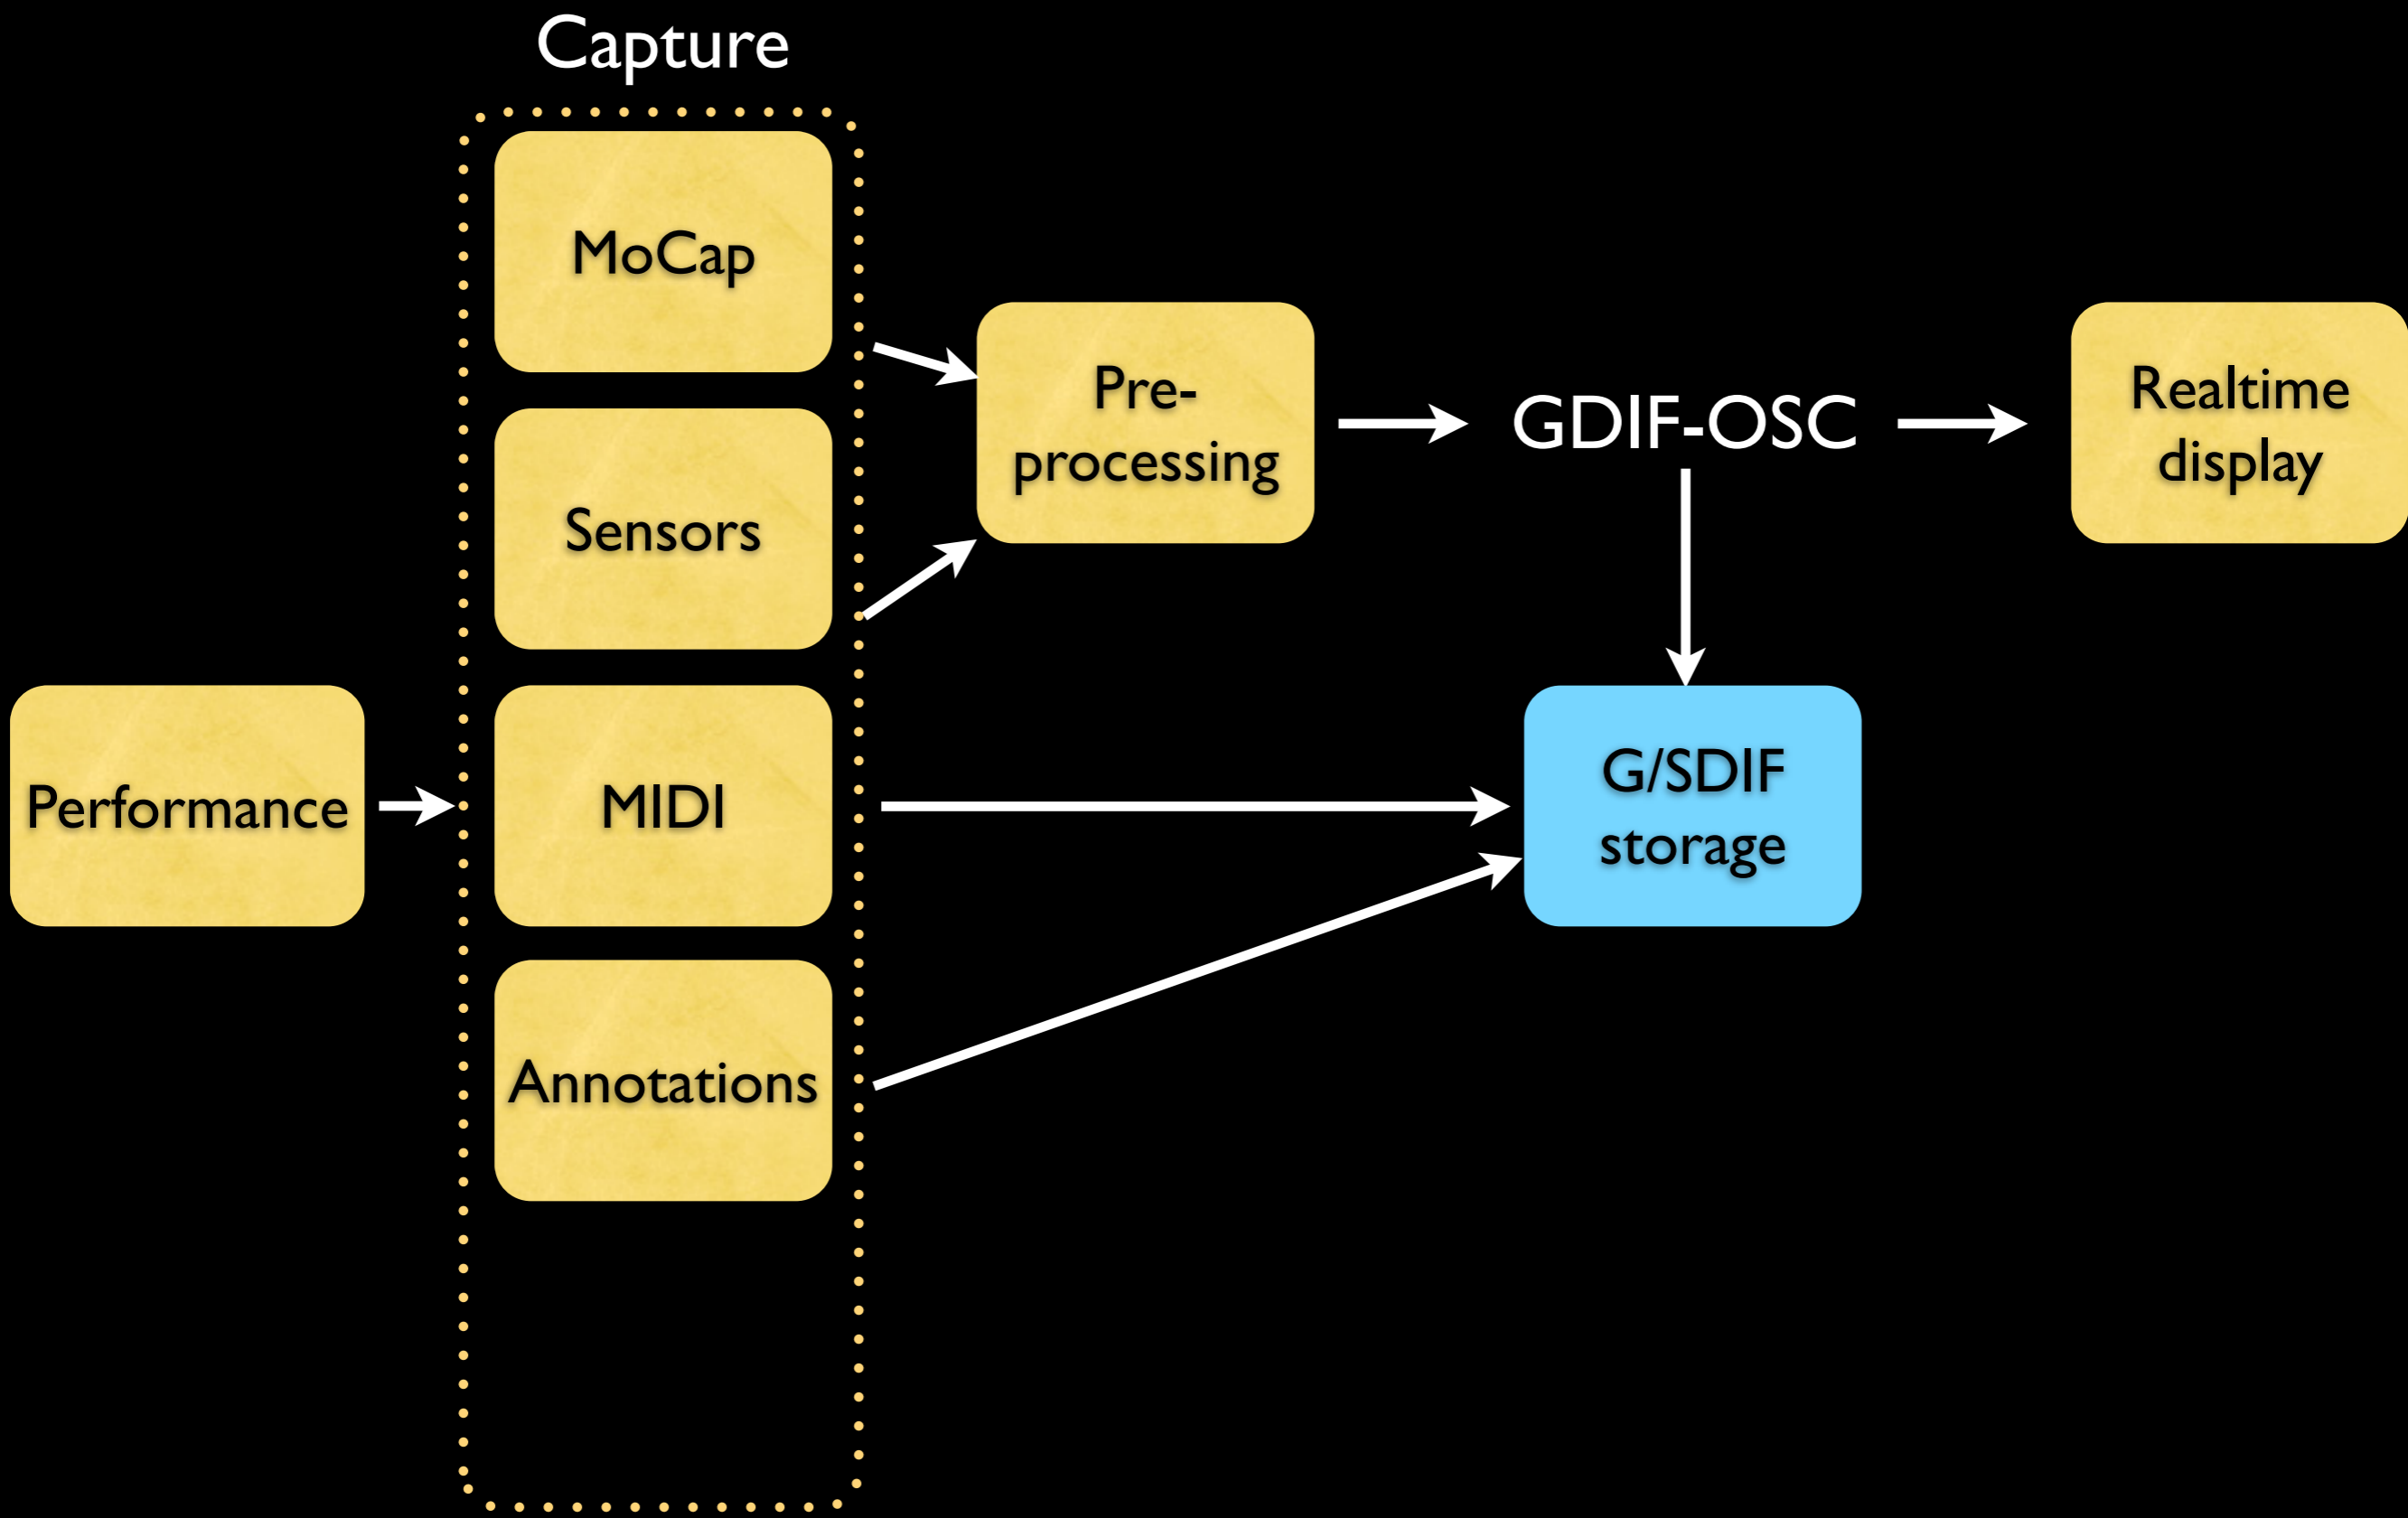 Capture
MoCap
Sensors
MIDI
Annotations
Performance
Pre-
processing
GDIF-OSC
Realtime
display
G/SDIF
storage